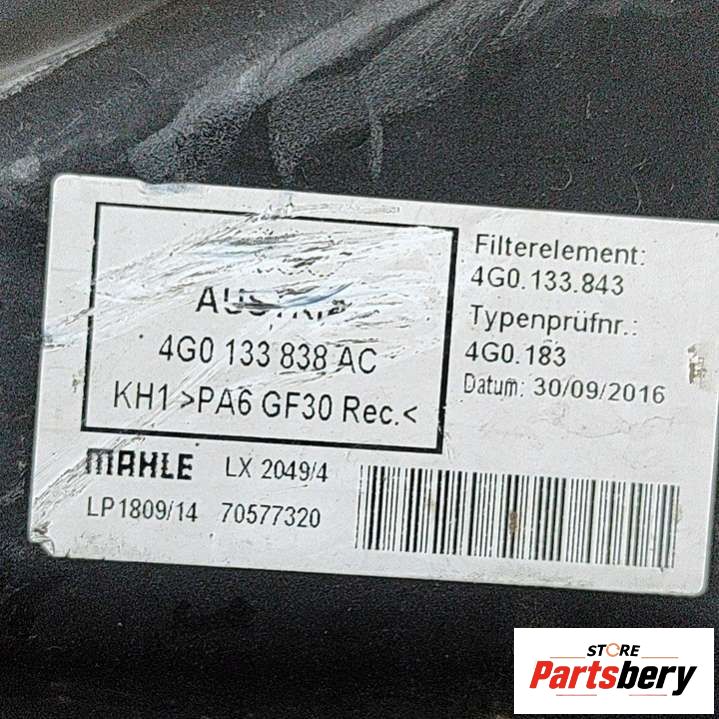 AUSTRIA
4G0 133 838 AC
KH1 >PA6 GF30 Rec.<
Filterelement:
4G0.133.843
Typenprüfnr.:
4G0.183
Datum: 30/09/2016
MAHLE LX 2049/4
LP1809/14 70577320
STORE
Partsbery